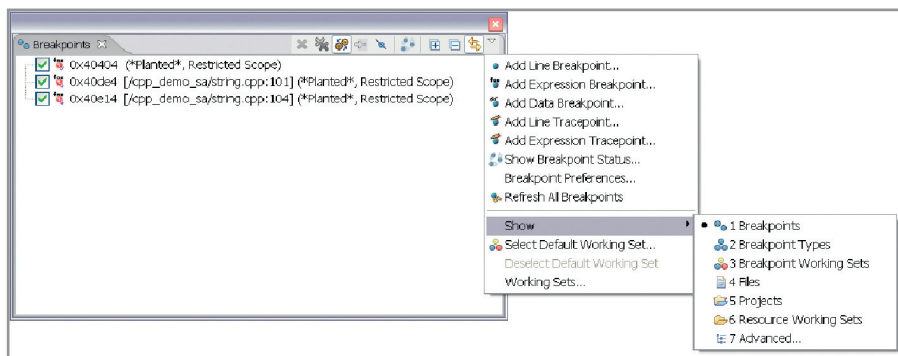 Breakpoints
0x40404 (*Planted*, Restricted Scope)
0x40de4 [/cpp_demo_sa/string.cpp:101] (*Planted*, Restricted Scope)
0x40e14 [/cpp_demo_sa/string.cpp:104] (*Planted*, Restricted Scope)
Add Line Breakpoint...
Add Expression Breakpoint...
Add Data Breakpoint...
Add Line Tracepoint...
Add Expression Tracepoint...
Show Breakpoint Status...
Breakpoint Preferences...
Refresh All Breakpoints
Show
Select Default Working Set...
Deselect Default Working Set
Working Sets...
1 Breakpoints
2 Breakpoint Types
3 Breakpoint Working Sets
4 Files
5 Projects
6 Resource Working Sets
7 Advanced...